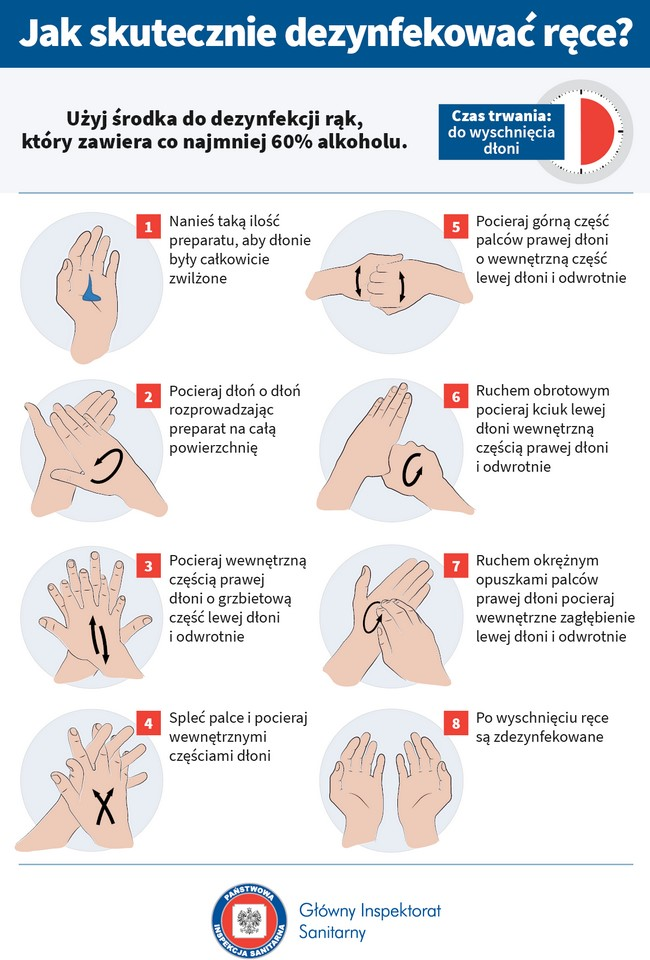 Jak skutecznie dezynfekować ręce?
Użyj środka do dezynfekcji rąk,
który zawiera co najmniej 60% alkoholu.
Czas trwania:
do wyschnięcia
dłoni
1
Nanieś taką ilość
preparatu, aby dłonie
były całkowicie
zwilżone
2
Pocieraj dłoń o dłoń
rozprowadzając
preparat na całą
powierzchnię
3
Pocieraj wewnętrzną
częścią prawej
dłoni o grzbietową
część lewej dłoni
i odwrotnie
4
Spleć palce i pocieraj
wewnętrznymi
częściami dłoni
5
Pocieraj górną część
palców prawej dłoni
o wewnętrzną część
lewej dłoni i odwrotnie
6
Ruchem obrotowym
pocieraj kciuk lewej
dłoni wewnętrzną
częścią prawej dłoni
i odwrotnie
7
Ruchem okrężnym
opuszkami palców
prawej dłoni pocieraj
wewnętrzne zagłębienie
lewej dłoni i odwrotnie
8
Po wyschnięciu ręce
są zdezynfekowane
PAŃSTWOWA
INSPEKCJA SANITARNA
Główny Inspektorat
Sanitarny